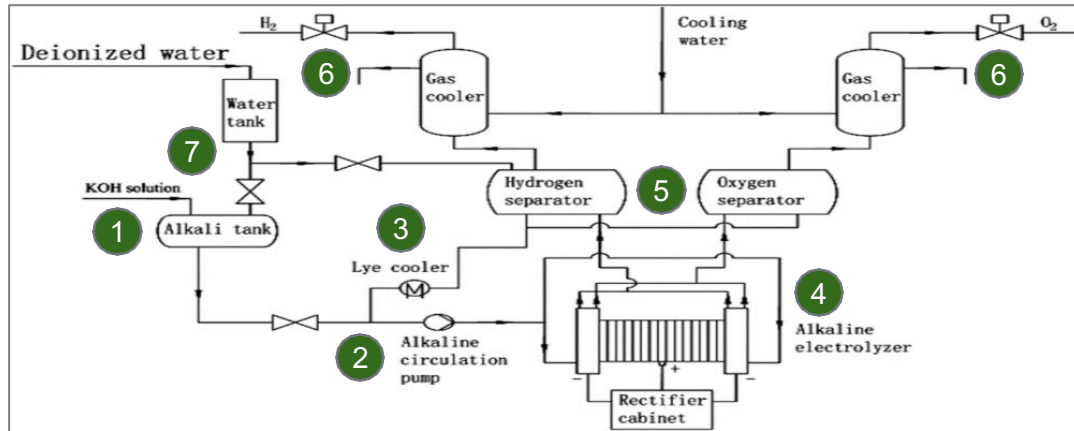 H2
Cooling
water
O2
Deionized water
6
6
Gas
cooler
Gas
cooler
Water
tank
7
KOH solution
Hydrogen
separator
5
Oxygen
separator
1
Alkali tank
3
Lye cooler
M
4
Alkaline
electrolyzer
2
Alkaline
circulation
pump
-
+
-
Rectifier
cabinet